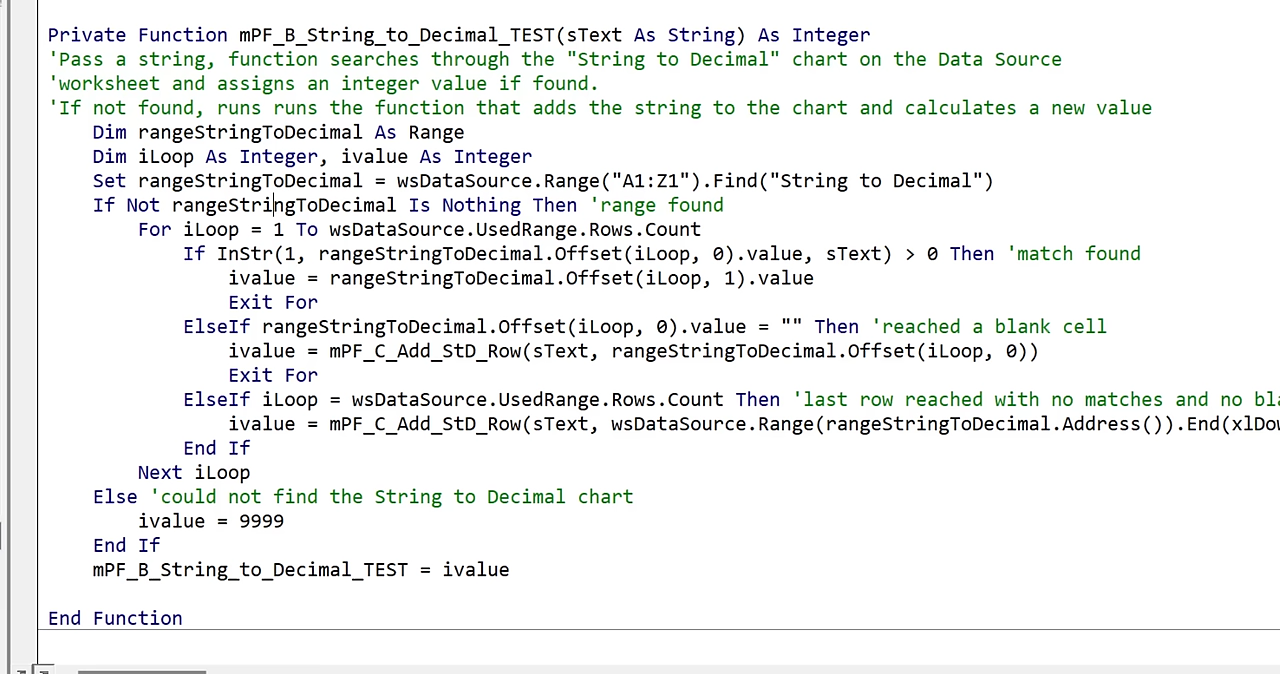 Private Function mPF_B_String_to_Decimal_TEST(sText As String) As Integer
'Pass a string, function searches through the "String to Decimal" chart on the Data Source
'worksheet and assigns an integer value if found.
'If not found, runs runs the function that adds the string to the chart and calculates a new value
    Dim rangeStringToDecimal As Range
    Dim iLoop As Integer, ivalue As Integer
    Set rangeStringToDecimal = wsDataSource.Range("A1:Z1").Find("String to Decimal")
    If Not rangeStringToDecimal Is Nothing Then 'range found
        For iLoop = 1 To wsDataSource.UsedRange.Rows.Count
            If InStr(1, rangeStringToDecimal.Offset(iLoop, 0).value, sText) > 0 Then 'match found
                ivalue = rangeStringToDecimal.Offset(iLoop, 1).value
                Exit For
            ElseIf rangeStringToDecimal.Offset(iLoop, 0).value = "" Then 'reached a blank cell
                ivalue = mPF_C_Add_StD_Row(sText, rangeStringToDecimal.Offset(iLoop, 0))
                Exit For
            ElseIf iLoop = wsDataSource.UsedRange.Rows.Count Then 'last row reached with no matches and no
                ivalue = mPF_C_Add_StD_Row(sText, wsDataSource.Range(rangeStringToDecimal.Address()).End(
            End If
        Next iLoop
    Else 'could not find the String to Decimal chart
        ivalue = 9999
    End If
    mPF_B_String_to_Decimal_TEST = ivalue
End Function